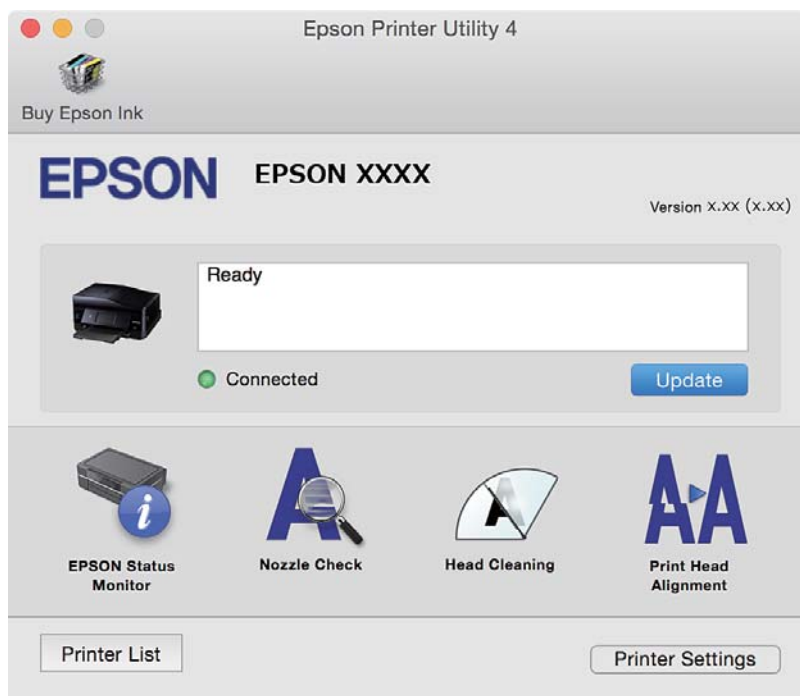 Epson Printer Utility 4
Buy Epson Ink
EPSON
EPSON XXXX
Version x.xx (x.xx)
Ready
Connected
Update
EPSON Status
Monitor
Nozzle Check
Head Cleaning
Print Head
Alignment
Printer List
Printer Settings